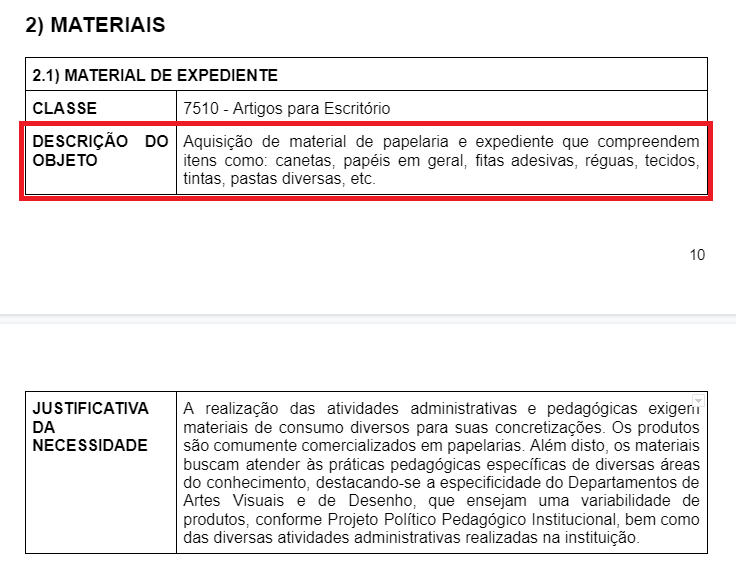 2) MATERIAIS
2.1) MATERIAL DE EXPEDIENTE
CLASSE
7510 - Artigos para Escritório
DESCRIÇÃO DO
OBJETO
Aquisição de material de papelaria e expediente que compreendem
itens como: canetas, papéis em geral, fitas adesivas, réguas, tecidos,
tintas, pastas diversas, etc.
10
JUSTIFICATIVA
DA
NECESSIDADE
A realização das atividades administrativas e pedagógicas exigem
materiais de consumo diversos para suas concretizações. Os produtos
são comumente comercializados em papelarias. Além disto, os materiais
buscam atender às práticas pedagógicas específicas de diversas áreas
do conhecimento, destacando-se a especificidade do Departamentos de
Artes Visuais e de Desenho, que ensejam uma variabilidade de
produtos, conforme Projeto Político Pedagógico Institucional, bem como
das diversas atividades administrativas realizadas na instituição.